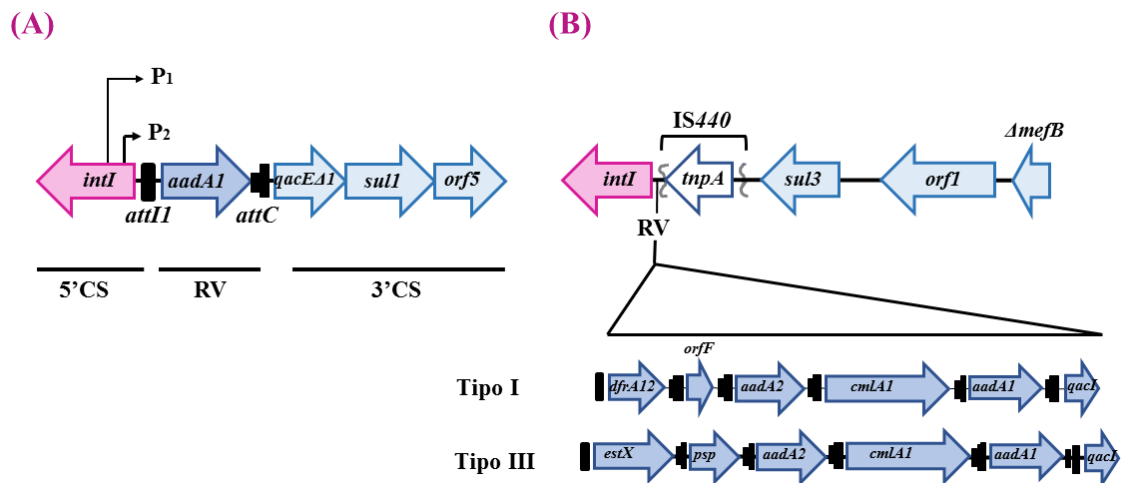 (A)
P1
P2
intI
aadA1
qacEΔ1
sul1
orf5
attI1
attC
5’CS
RV
3’CS
(B)
IS440
ΔmefB
intI
tnpA
sul3
orf1
RV
orfF
Tipo I
dfrA12
aadA2
cmlA1
aadA1
qacI
Tipo III
estX
psp
aadA2
cmlA1
aadA1
qacI